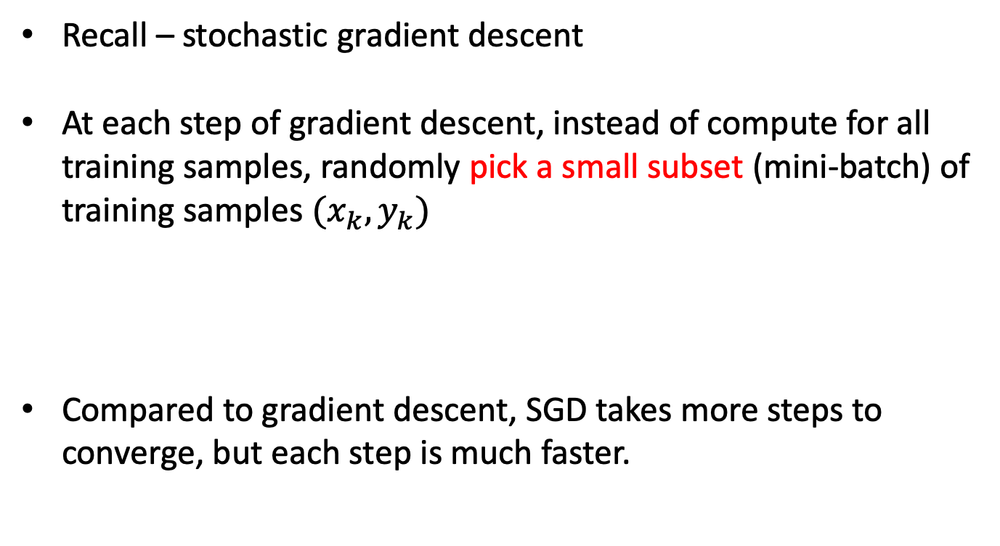 • Recall – stochastic gradient descent
• At each step of gradient descent, instead of compute for all
training samples, randomly pick a small subset (mini-batch) of
training samples (xₖ, yₖ)
• Compared to gradient descent, SGD takes more steps to
converge, but each step is much faster.